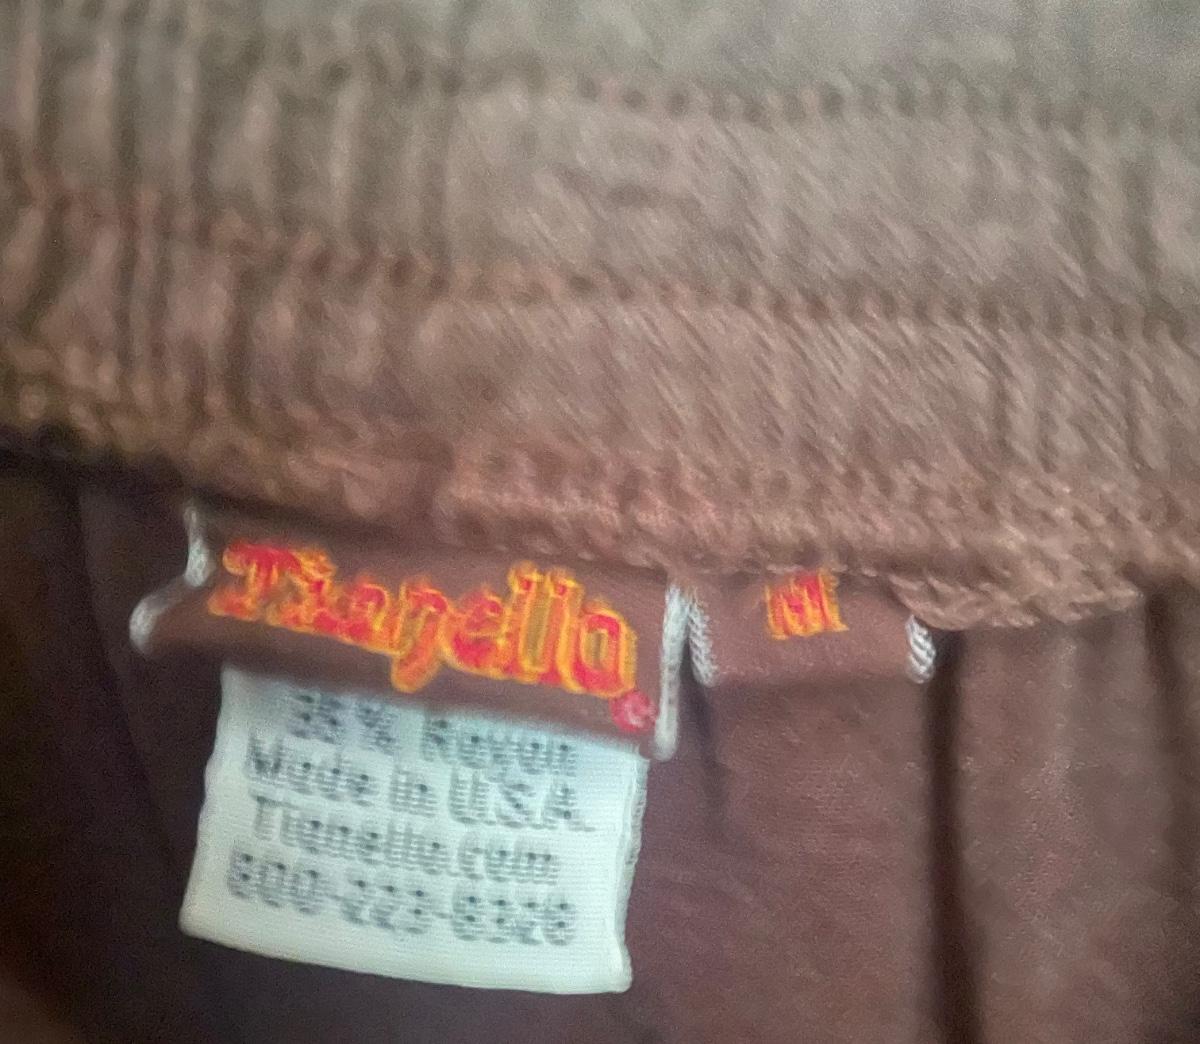 Tianello M
% Rayon
Made in U.S.A.
Tianello.com